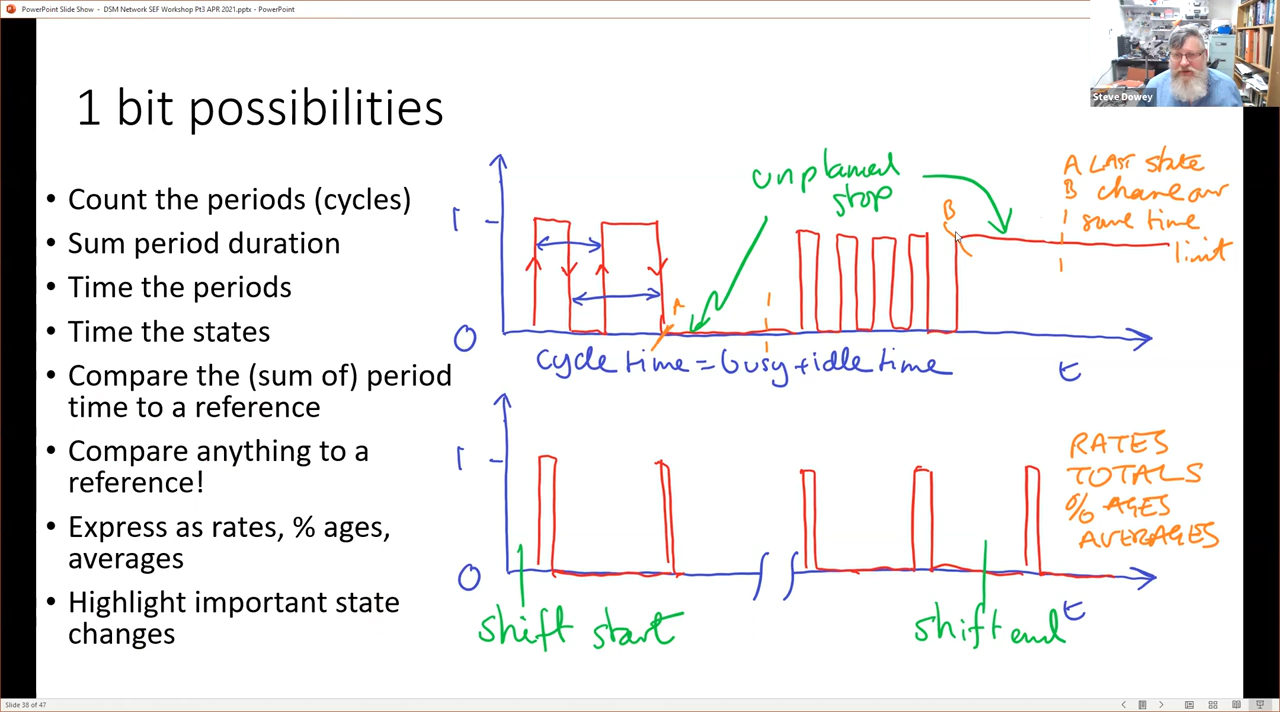 PowerPoint Slide Show - DSM Network SEF Workshop Pt3 APR 2021.pptx - PowerPoint
Steve Dowey
1 bit possibilities
• Count the periods (cycles)
• Sum period duration
• Time the periods
• Time the states
• Compare the (sum of) period
time to a reference
• Compare anything to a
reference!
• Express as rates, % ages,
averages
• Highlight important state
changes
unplanned
stop
A LAST state
B change over
some time
limit
1
B
A
0
cycle time = busy + idle time
t
1
RATES
TOTALS
% AGES
AVERAGES
0
shift start
shift end
t
Slide 38 of 47